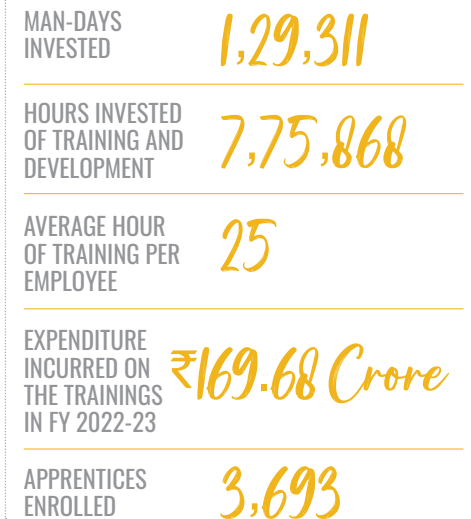 MAN-DAYS
INVESTED
1,29,311
HOURS INVESTED
OF TRAINING AND
DEVELOPMENT
7,75,868
AVERAGE HOUR
OF TRAINING PER
EMPLOYEE
25
EXPENDITURE
INCURRED ON
THE TRAININGS
IN FY 2022-23
₹169.68 Crore
APPRENTICES
ENROLLED
3,693